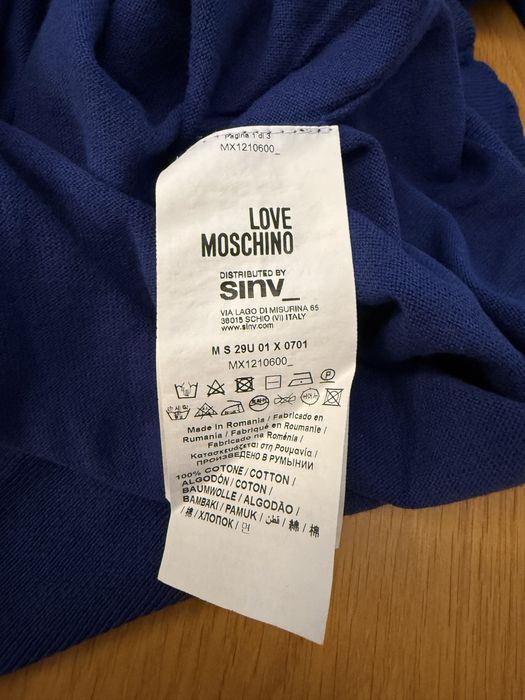 Pagina 1 di 3
MX1210600_
LOVE
MOSCHINO
DISTRIBUTED BY
sinv_
VIA LAGO DI MISURINA 65
36015 SCHIO (VI) ITALY
www.sinv.com
M S 29U 01 X 0701
MX1210600_
Made in Romania / Fabricado en
Rumania / Fabriqué en Roumanie /
Fabricado na Roménia /
Κατασκευάζεται στη Ρουμανία /
ПРОИЗВЕДЕНО В РУМЫНИИ
100% COTONE / COTTON /
ALGODÓN / COTON /
BAUMWOLLE / ALGODÃO /
ΒΑΜΒΑΚΙ / PAMUK / قطن / 綿 / 棉
/ 棉 / ХЛОПОК / 면